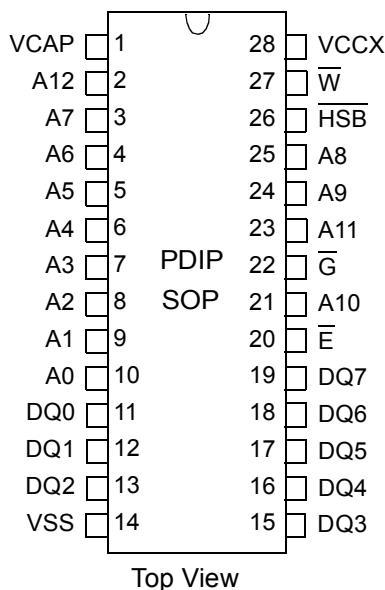 VCAP 1 28 VCCX
A12 2 27 W̅
A7 3 26 H̅S̅B̅
A6 4 25 A8
A5 5 24 A9
A4 6 23 A11
A3 7 PDIP 22 G̅
A2 8 SOP 21 A10
A1 9 20 E̅
A0 10 19 DQ7
DQ0 11 18 DQ6
DQ1 12 17 DQ5
DQ2 13 16 DQ4
VSS 14 15 DQ3
Top View